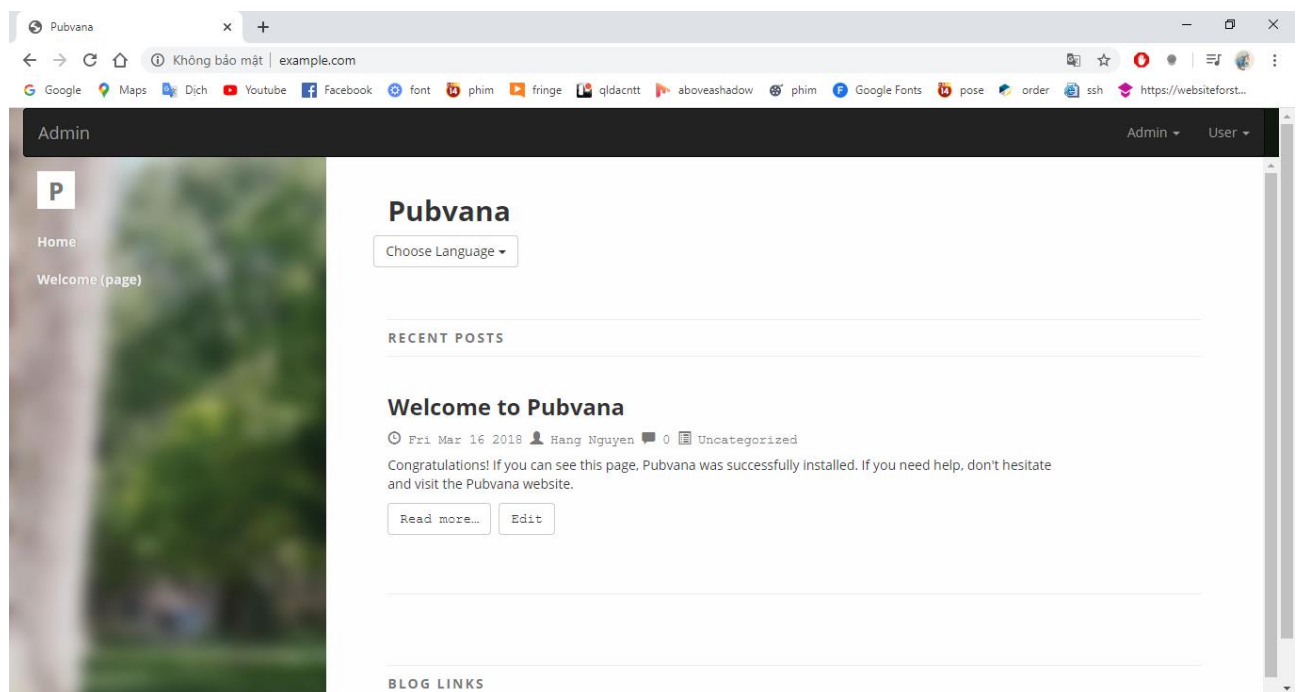 Pubvana
Không bảo mật | example.com
Google Maps Dịch Youtube Facebook font phim fringe qldacntt aboveashadow phim Google Fonts pose order ssh https://websiteforst...
Admin Admin User
P
Home
Welcome (page)
Pubvana
Choose Language
RECENT POSTS
Welcome to Pubvana
Fri Mar 16 2018 Hang Nguyen 0 Uncategorized
Congratulations! If you can see this page, Pubvana was successfully installed. If you need help, don't hesitate
and visit the Pubvana website.
Read more… Edit
BLOG LINKS